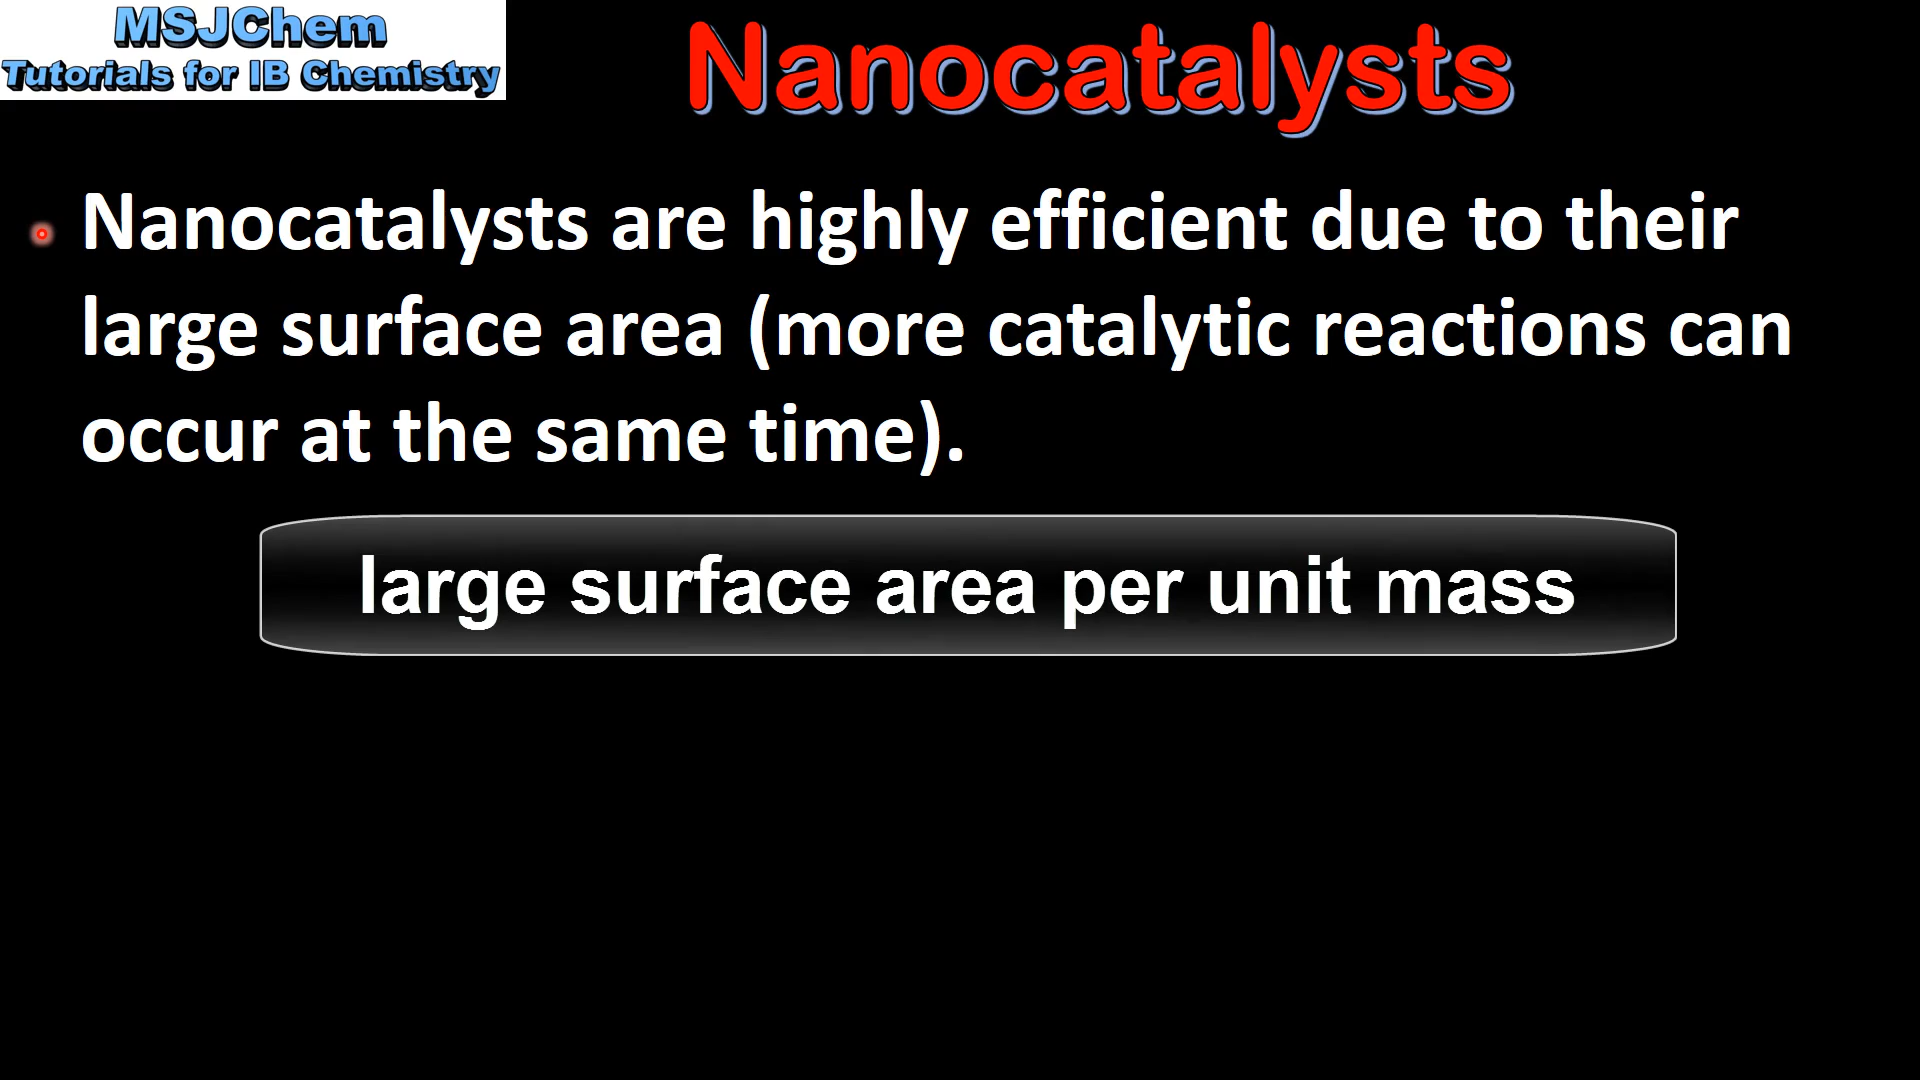 MSJChem
Tutorials for IB Chemistry
Nanocatalysts
Nanocatalysts are highly efficient due to their
large surface area (more catalytic reactions can
occur at the same time).
large surface area per unit mass